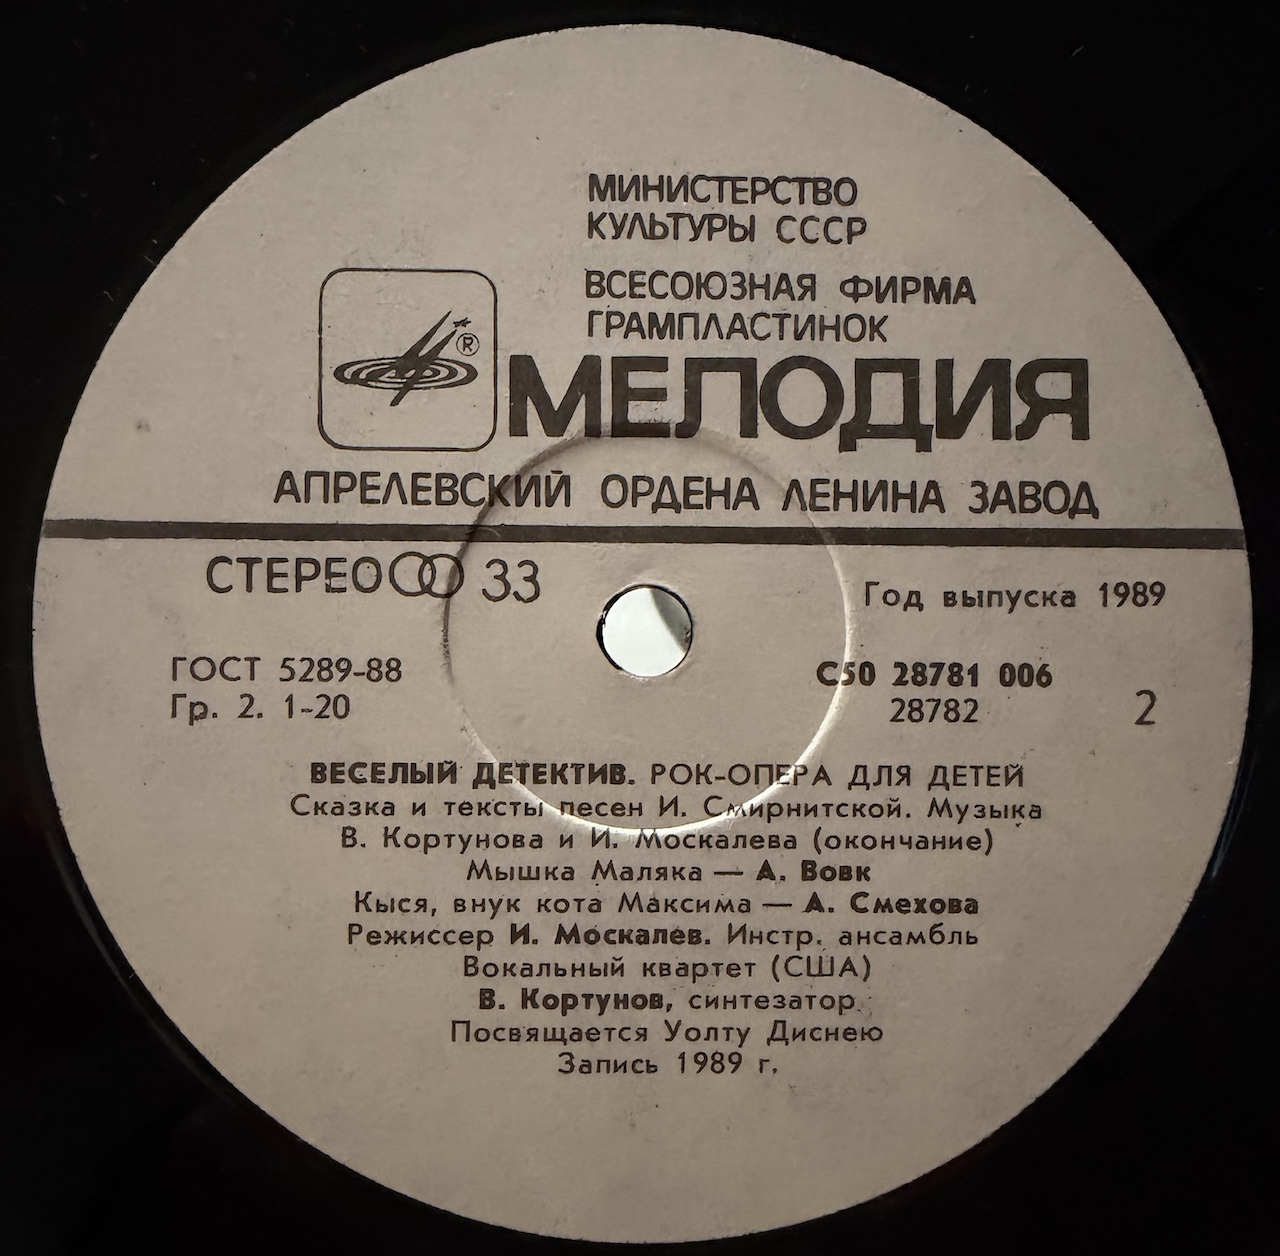 МИНИСТЕРСТВО
КУЛЬТУРЫ СССР
ВСЕСОЮЗНАЯ ФИРМА
ГРАМПЛАСТИНОК
®
МЕЛОДИЯ
АПРЕЛЕВСКИЙ ОРДЕНА ЛЕНИНА ЗАВОД
СТЕРЕО 33
Год выпуска 1989
ГОСТ 5289-88
Гр. 2. 1-20
С50 28781 006
28782
2
ВЕСЕЛЫЙ ДЕТЕКТИВ. РОК-ОПЕРА ДЛЯ ДЕТЕЙ
Сказка и тексты песен И. Смирнитской. Музыка
В. Кортунова и И. Москалева (окончание)
Мышка Маляка — А. Вовк
Кыся, внук кота Максима — А. Смехова
Режиссер И. Москалев. Инстр. ансамбль
Вокальный квартет (США)
В. Кортунов, синтезатор
Посвящается Уолту Диснею
Запись 1989 г.